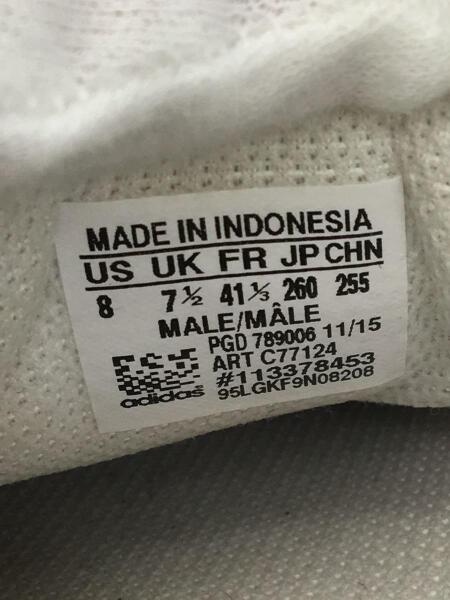 MADE IN INDONESIA
US UK FR JP CHN
8 7½ 41⅓ 260 255
MALE/MÂLE
PGD 789006 11/15
ART C77124
#113378453
adidas 95LGKF9N08208